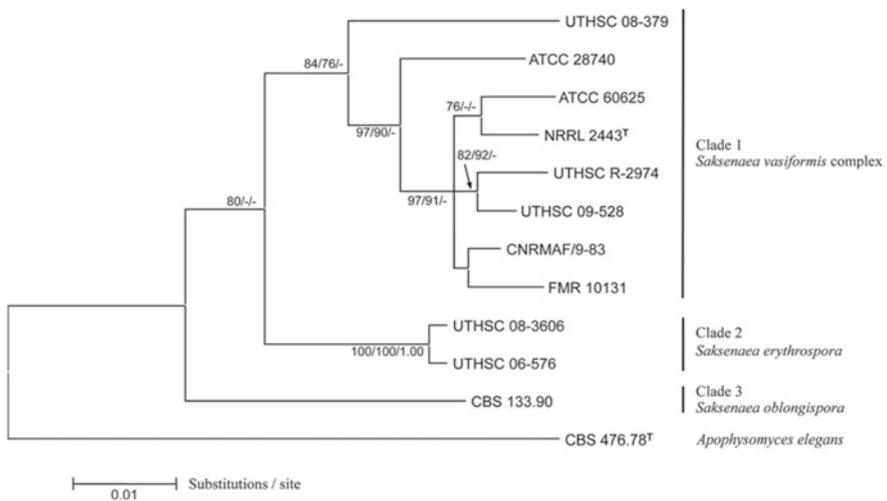 UTHSC 08-379
84/76/-
ATCC 28740
ATCC 60625
76/-/-
97/90/-
NRRL 2443ᵀ
82/92/-
Clade 1
Saksenaea vasiformis complex
UTHSC R-2974
97/91/-
80/-/-
UTHSC 09-528
CNRMAF/9-83
FMR 10131
UTHSC 08-3606
Clade 2
100/100/1.00
Saksenaea erythrospora
UTHSC 06-576
Clade 3
CBS 133.90
Saksenaea oblongispora
CBS 476.78ᵀ
Apophysomyces elegans
Substitutions / site
0.01